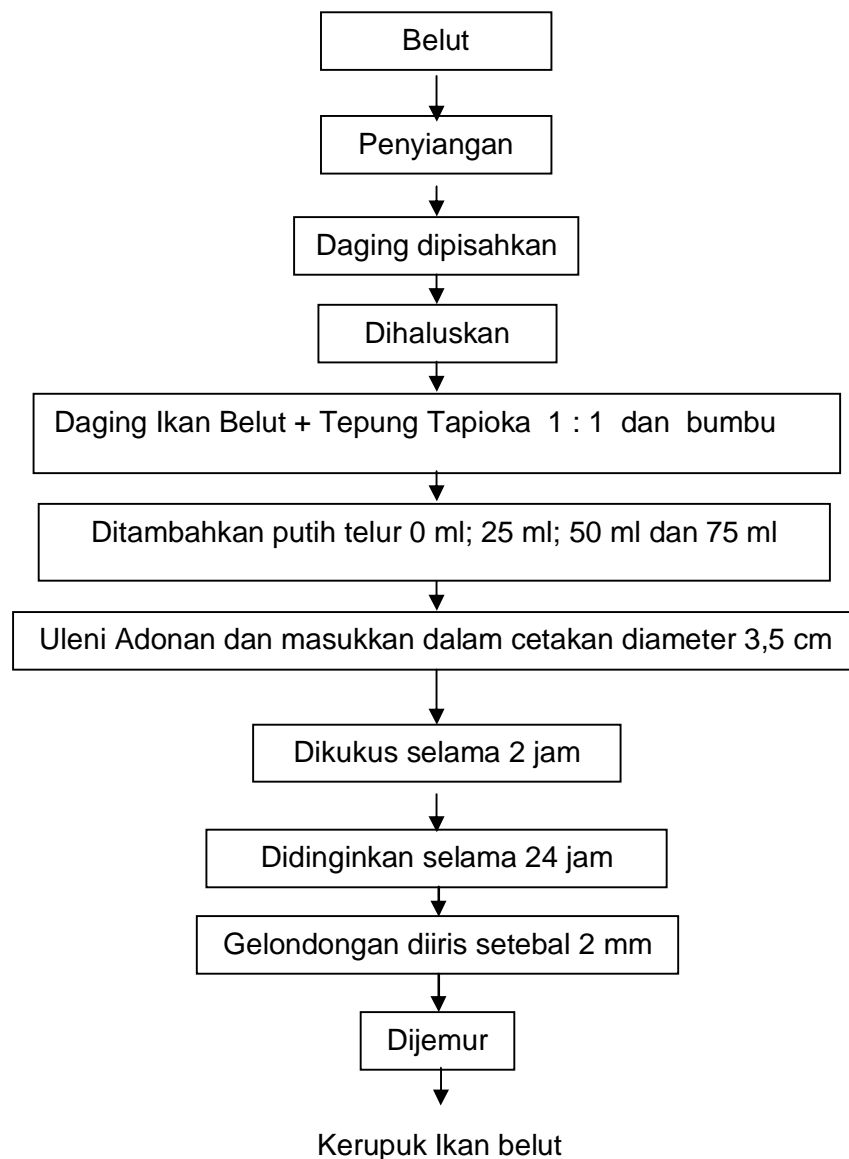 Belut
Penyiangan
Daging dipisahkan
Dihaluskan
Daging Ikan Belut + Tepung Tapioka 1 : 1 dan bumbu
Ditambahkan putih telur 0 ml; 25 ml; 50 ml dan 75 ml
Uleni Adonan dan masukkan dalam cetakan diameter 3,5 cm
Dikukus selama 2 jam
Didinginkan selama 24 jam
Gelondongan diiris setebal 2 mm
Dijemur
Kerupuk Ikan belut